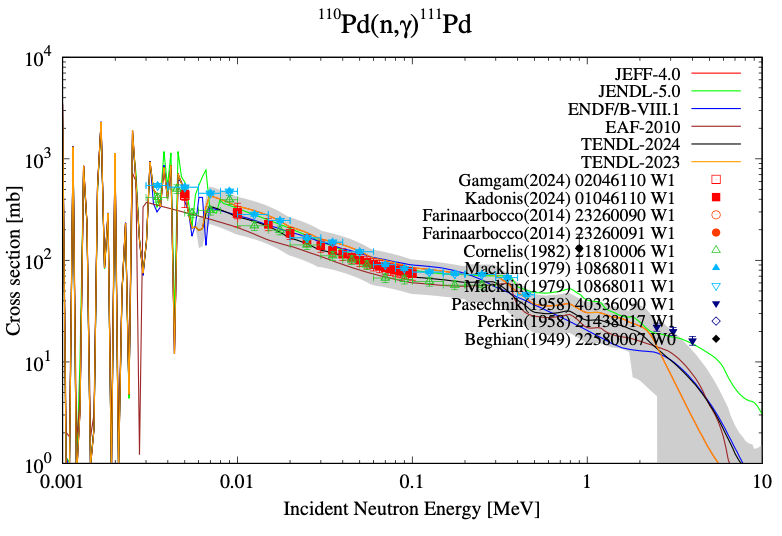 110Pd(n,γ)111Pd
10^4
10^3
10^2
10^1
10^0
Cross section [mb]
JEFF-4.0
JENDL-5.0
ENDF/B-VIII.1
EAF-2010
TENDL-2024
TENDL-2023
Gamgam(2024) 02046110 W1
Kadonis(2024) 01046110 W1
Farinaarbocco(2014) 23260090 W1
Farinaarbocco(2014) 23260091 W1
Cornelis(1982) 21810006 W1
Macklin(1979) 10868011 W1
Macklin(1979) 10868011 W1
Pasechnik(1958) 40336090 W1
Perkin(1958) 21438017 W1
Beghian(1949) 22580007 W0
0.001 0.01 0.1 1 10
Incident Neutron Energy [MeV]